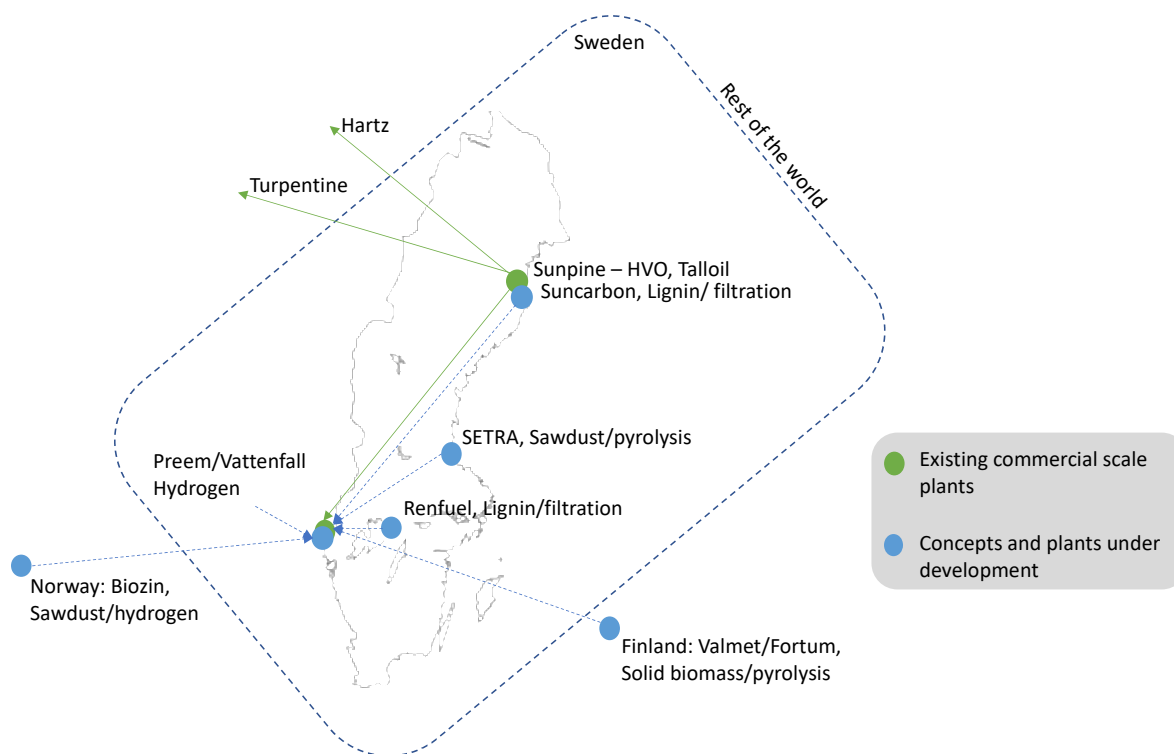 Sweden
Rest of the world
Hartz
Turpentine
Sunpine – HVO, Talloil
Suncarbon, Lignin/ filtration
SETRA, Sawdust/pyrolysis
Preem/Vattenfall
Hydrogen
Renfuel, Lignin/filtration
Norway: Biozin,
Sawdust/hydrogen
Finland: Valmet/Fortum,
Solid biomass/pyrolysis
Existing commercial scale
plants
Concepts and plants under
development